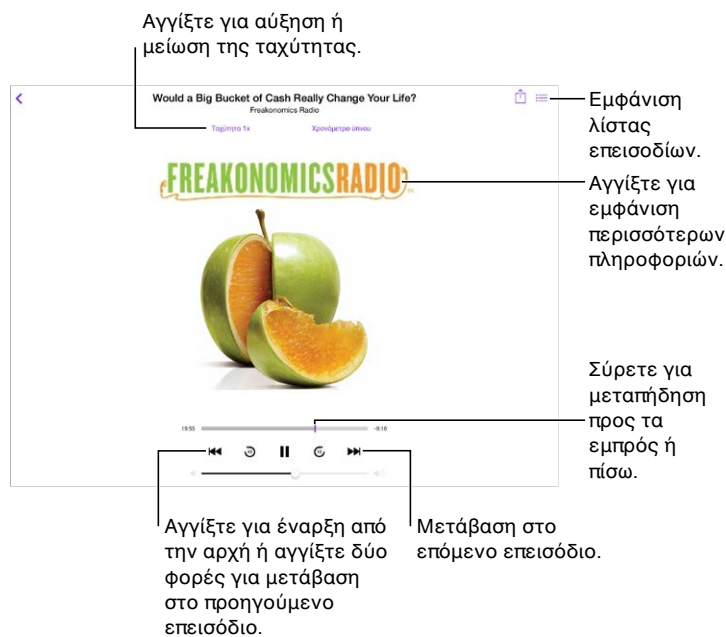 Αγγίξτε για αύξηση ή
μείωση της ταχύτητας.
Would a Big Bucket of Cash Really Change Your Life?
Freakonomics Radio
Ταχύτητα 1x
Χρονόμετρο ύπνου
Εμφάνιση
λίστας
επεισοδίων.
FREAKONOMICSRADIO
Αγγίξτε για
εμφάνιση
περισσότερων
πληροφοριών.
Σύρετε για
μεταπήδηση
προς τα
εμπρός ή
πίσω.
19:53
-9:16
15
15
Αγγίξτε για έναρξη από
την αρχή ή αγγίξτε δύο
φορές για μετάβαση
στο προηγούμενο
επεισόδιο.
Μετάβαση στο
επόμενο επεισόδιο.